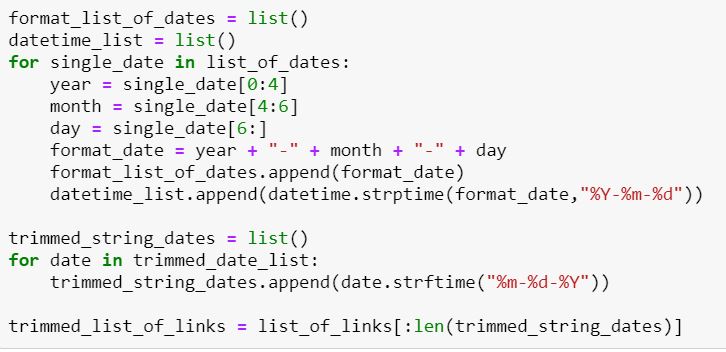 format_list_of_dates = list()
datetime_list = list()
for single_date in list_of_dates:
    year = single_date[0:4]
    month = single_date[4:6]
    day = single_date[6:]
    format_date = year + "-" + month + "-" + day
    format_list_of_dates.append(format_date)
    datetime_list.append(datetime.strptime(format_date,"%Y-%m-%d"))

trimmed_string_dates = list()
for date in trimmed_date_list:
    trimmed_string_dates.append(date.strftime("%m-%d-%Y"))

trimmed_list_of_links = list_of_links[:len(trimmed_string_dates)]